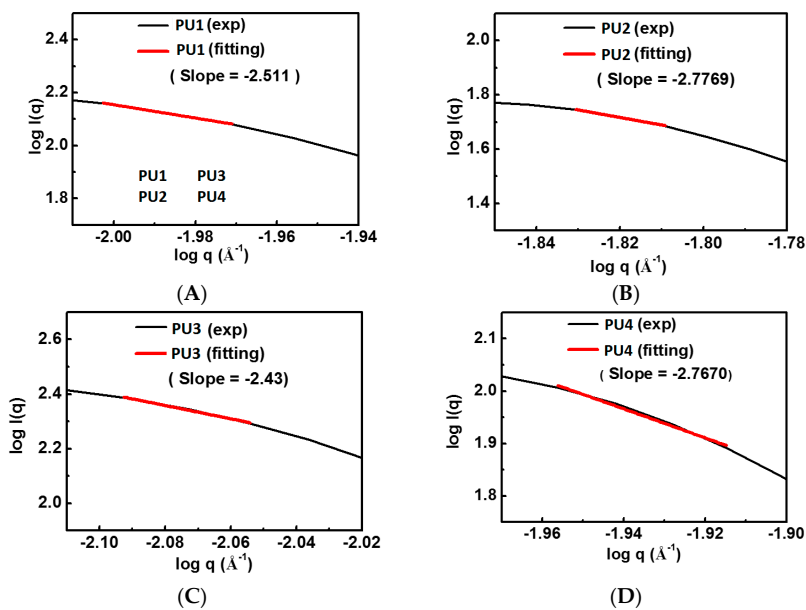 2.4
2.2
2.0
1.8
log I(q)
PU1 (exp)
PU1 (fitting)
( Slope = -2.511 )
PU1 PU3
PU2 PU4
-2.00 -1.98 -1.96 -1.94
log q (Å⁻¹)
(A)
2.0
1.8
1.6
1.4
log I(q)
PU2 (exp)
PU2 (fitting)
( Slope = -2.7769)
-1.84 -1.82 -1.80 -1.78
log q (Å⁻¹)
(B)
2.6
2.4
2.2
2.0
log I(q)
PU3 (exp)
PU3 (fitting)
( Slope = -2.43)
-2.10 -2.08 -2.06 -2.04 -2.02
log q (Å⁻¹)
(C)
2.1
2.0
1.9
1.8
log I(q)
PU4 (exp)
PU4 (fitting)
( Slope = -2.7670)
-1.96 -1.94 -1.92 -1.90
log q (Å⁻¹)
(D)